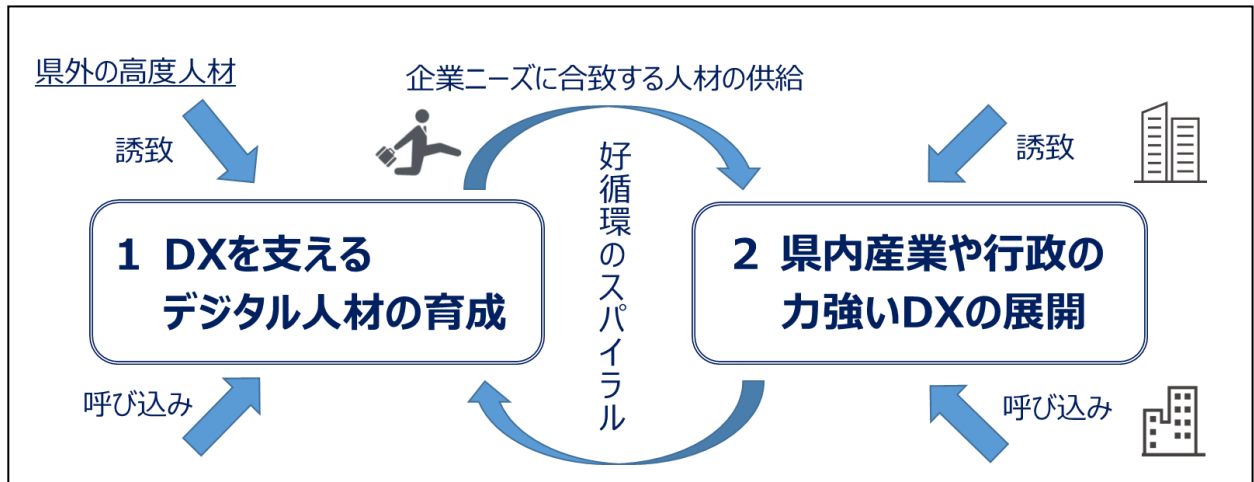 県外の高度人材
企業ニーズに合致する人材の供給
誘致
誘致
好循環のスパイラル
1 DXを支える
デジタル人材の育成
2 県内産業や行政の
力強いDXの展開
呼び込み
呼び込み